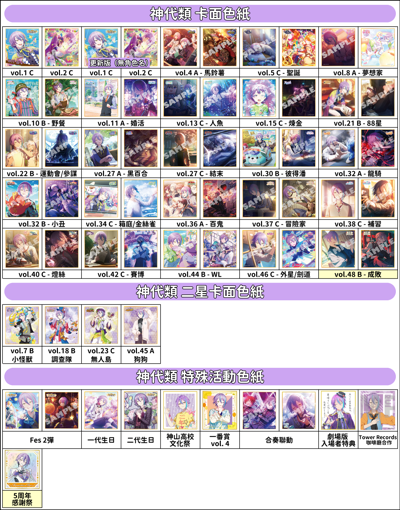 神代類 卡面色紙
更新版 (無角色名)
vol.1 C
vol.2 C
vol.1 C
vol.2 C
vol.4 A - 馬鈴薯
vol.5 C - 聖誕
vol.8 A - 夢想家
vol.10 B - 野餐
vol.11 A - 婚活
vol.13 C - 人魚
vol.15 C - 煉金
vol.21 B - 88星
vol.22 B - 運動會/參謀
vol.27 A - 黑百合
vol.27 C - 結末
vol.30 B - 彼得潘
vol.32 A - 龍騎
vol.32 B - 小丑
vol.34 C - 箱庭/金絲雀
vol.36 A - 百鬼
vol.37 C - 冒險家
vol.38 C - 補習
vol.40 C - 燈絲
vol.42 C - 賽博
vol.44 B - WL
vol.46 C - 外星/劍道
vol.48 B - 成敗
神代類 二星卡面色紙
vol.7 B
小怪獸
vol.18 B
調查隊
vol.23 C
無人島
vol.45 A
狗狗
神代類 特殊活動色紙
Fes 2彈
一代生日
二代生日
神山高校
文化祭
一番賞
vol. 4
合奏聯動
劇場版
入場者特典
Tower Records
咖啡廳合作
5周年
感謝祭